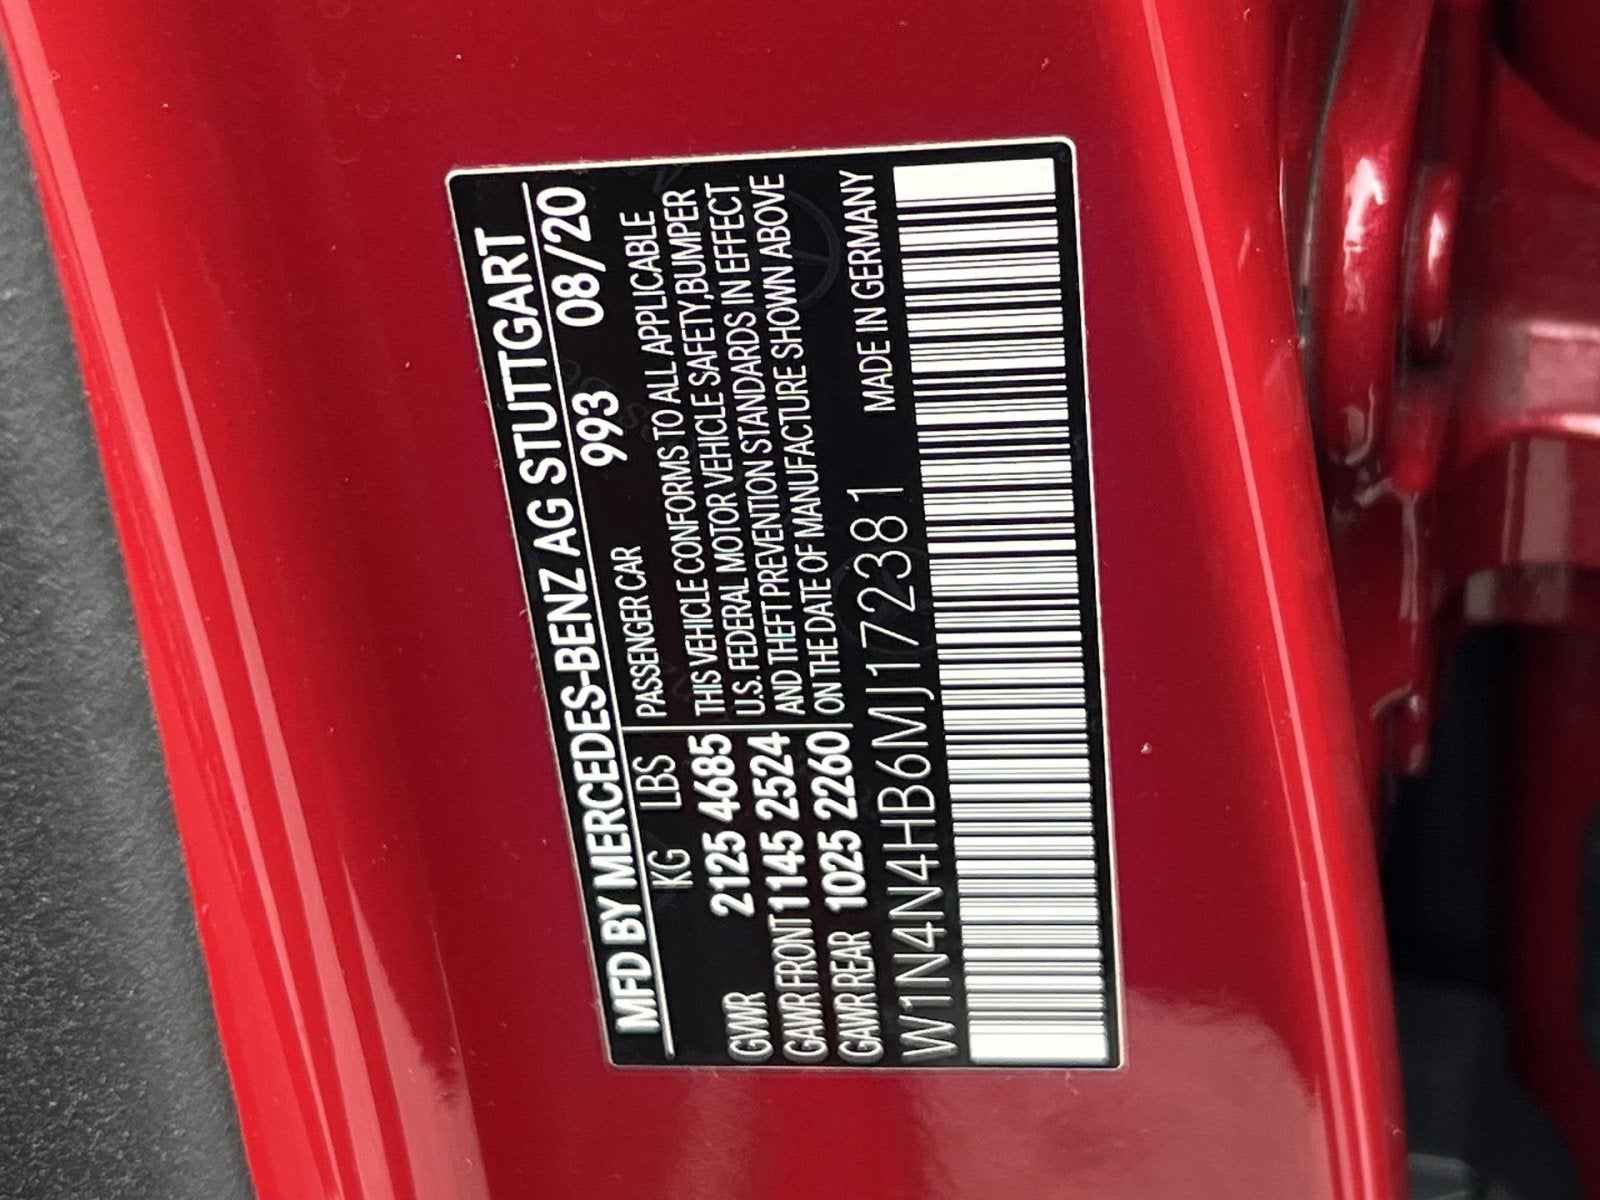 MFD BY MERCEDES-BENZ AG STUTTGART
KG LBS 993 08/20
PASSENGER CAR
GVWR 2125 4685
GAWR FRONT 1145 2524
GAWR REAR 1025 2260
THIS VEHICLE CONFORMS TO ALL APPLICABLE
U.S. FEDERAL MOTOR VEHICLE SAFETY,BUMPER
AND THEFT PREVENTION STANDARDS IN EFFECT
ON THE DATE OF MANUFACTURE SHOWN ABOVE
W1N4N4HB6MJ172381 MADE IN GERMANY